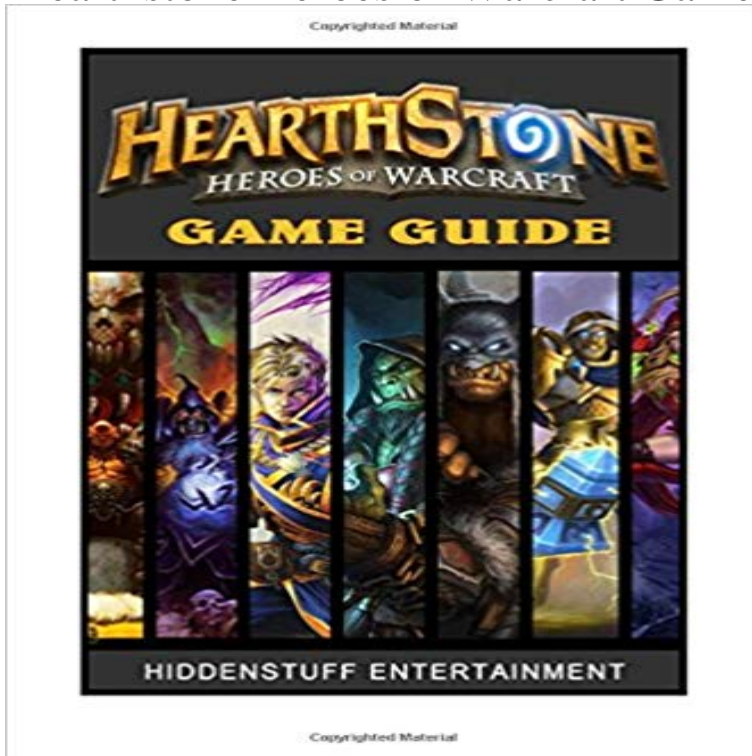 Copyrighted Material
HEARTHSTONE
HEROES OF WARCRAFT
GAME GUIDE
HIDDENSTUFF ENTERTAINMENT
Copyrighted Material